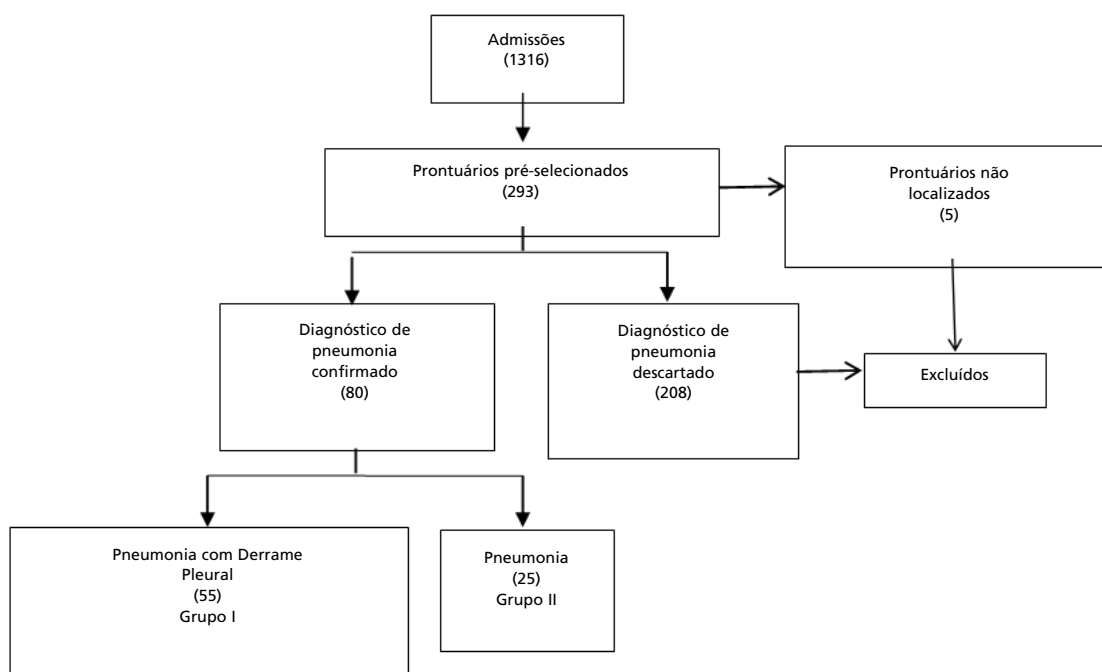 Admissões
(1316)
Prontuários pré-selecionados
(293)
Prontuários não
localizados
(5)
Diagnóstico de
pneumonia
confirmado
(80)
Diagnóstico de
pneumonia
descartado
(208)
Excluídos
Pneumonia com Derrame
Pleural
(55)
Grupo I
Pneumonia
(25)
Grupo II